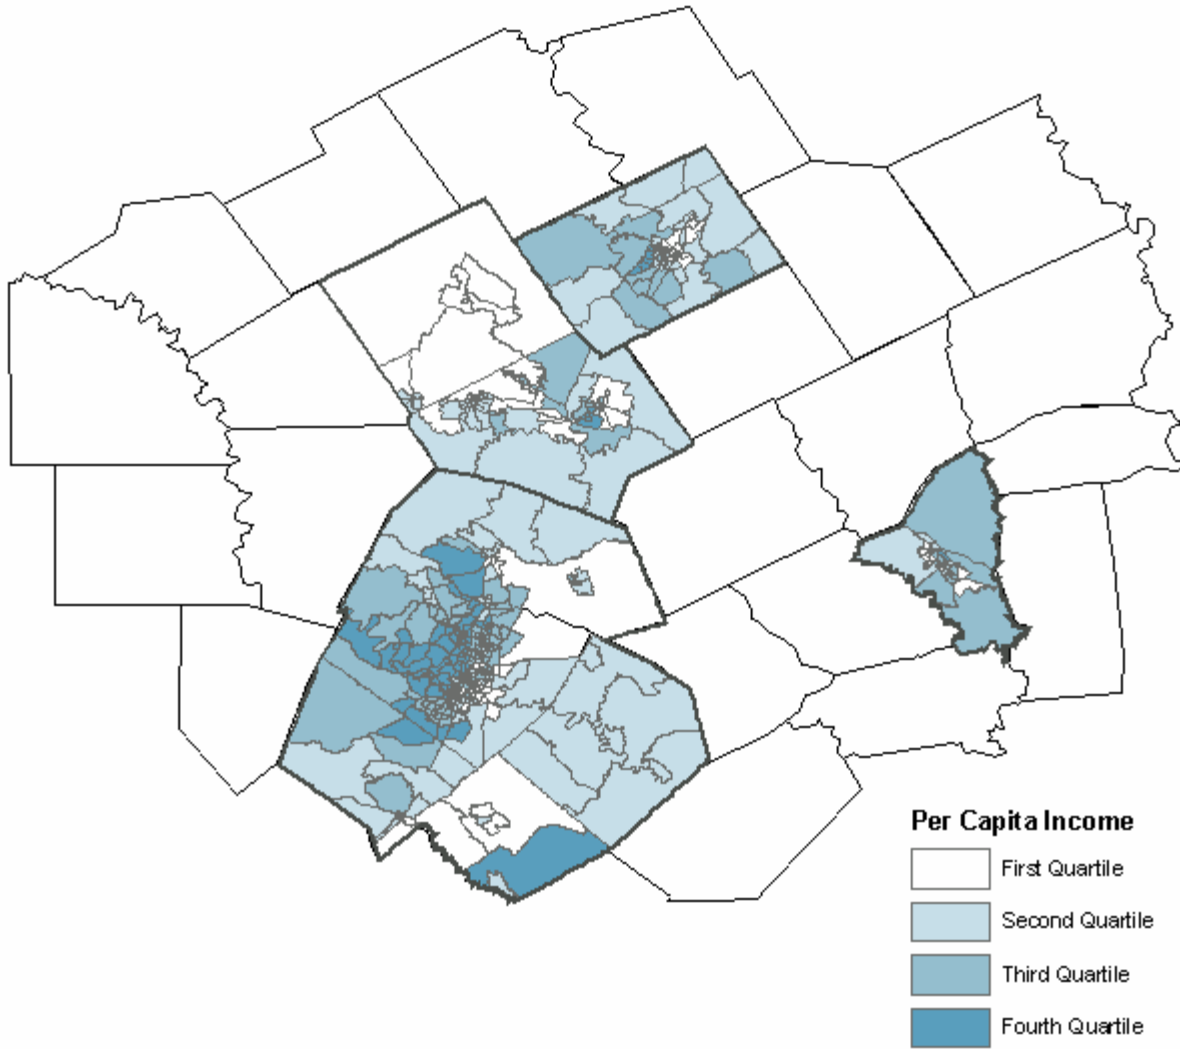 Per Capita Income
First Quartile
Second Quartile
Third Quartile
Fourth Quartile